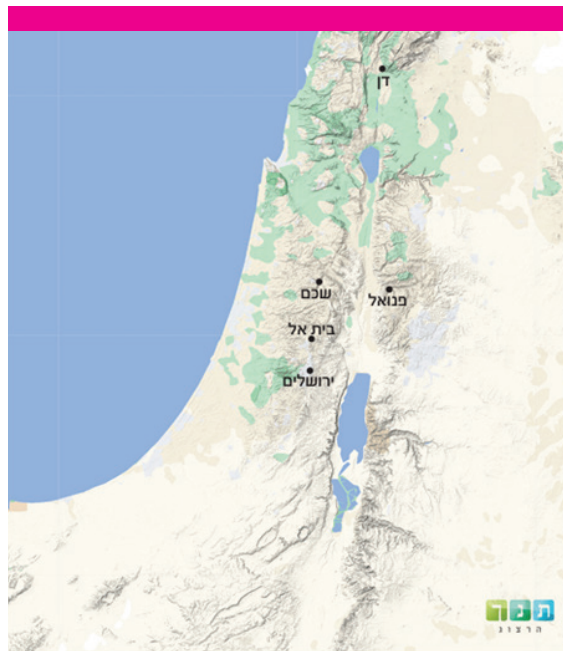 דן
שכם
פנואל
בית אל
ירושלים
תנך
הרצוג